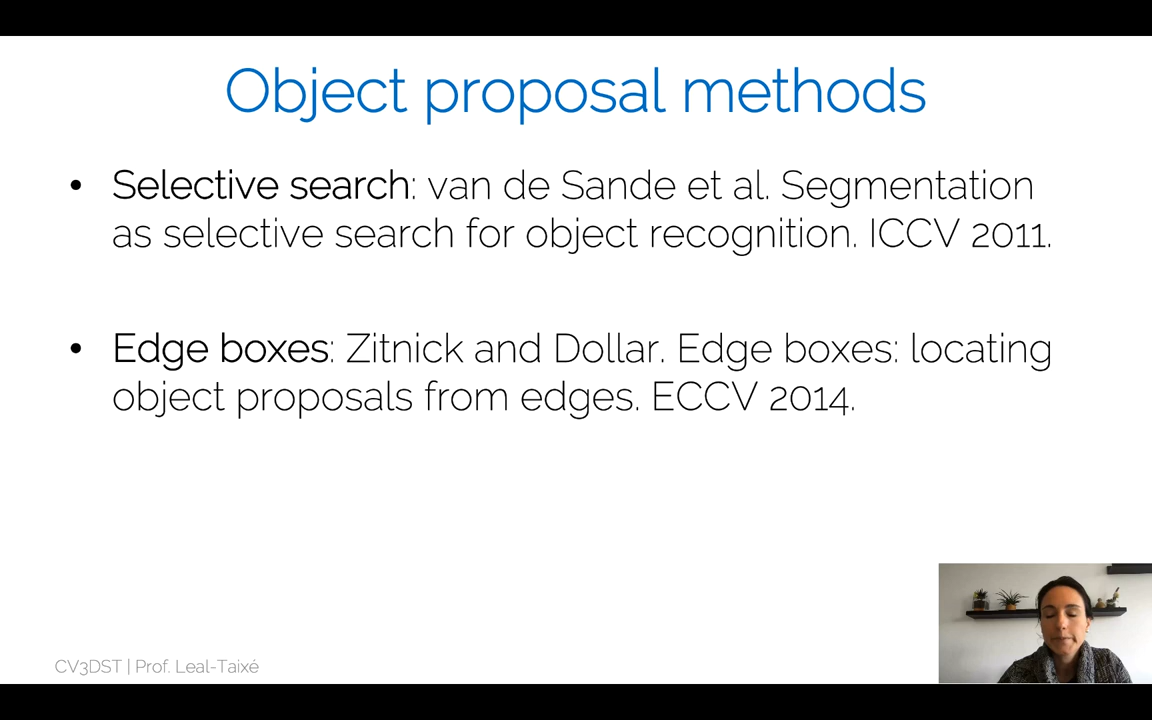 Object proposal methods
• Selective search: van de Sande et al. Segmentation
as selective search for object recognition. ICCV 2011.
• Edge boxes: Zitnick and Dollar. Edge boxes: locating
object proposals from edges. ECCV 2014.
CV3DST | Prof. Leal-Taixé